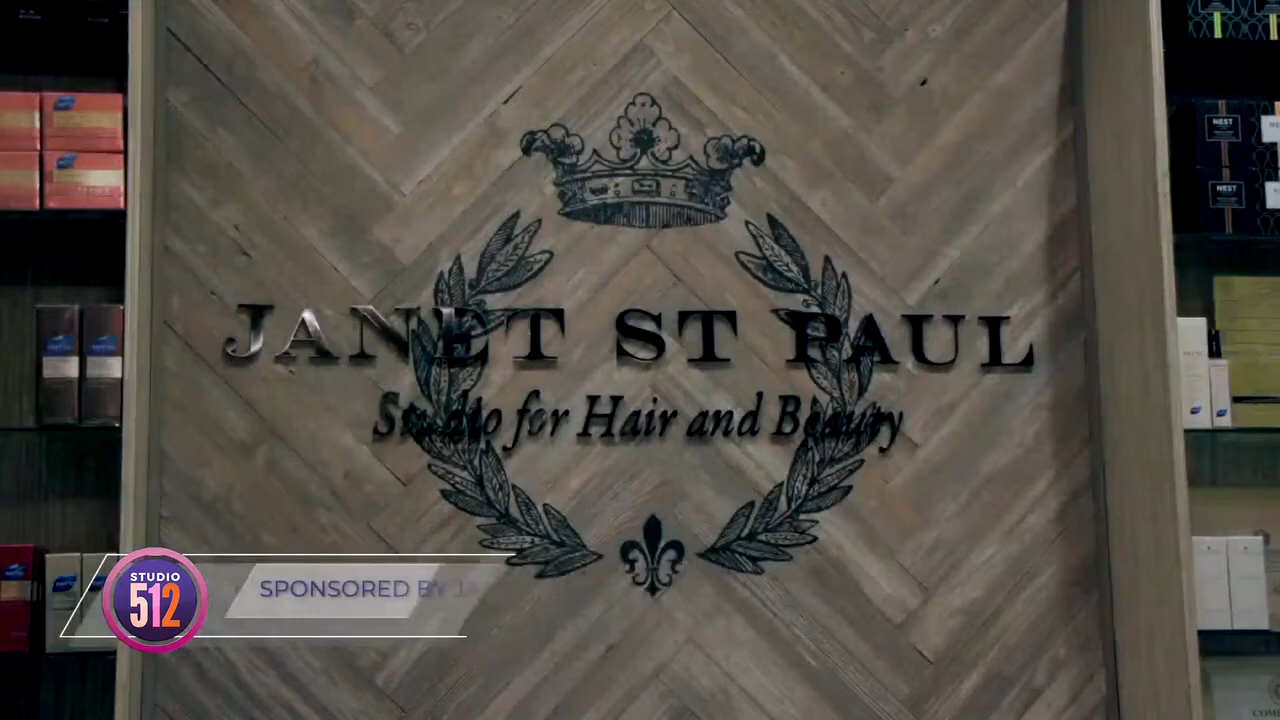 NEST
NEST
JANET ST PAUL
Studio for Hair and Beauty
STUDIO
512
SPONSORED BY